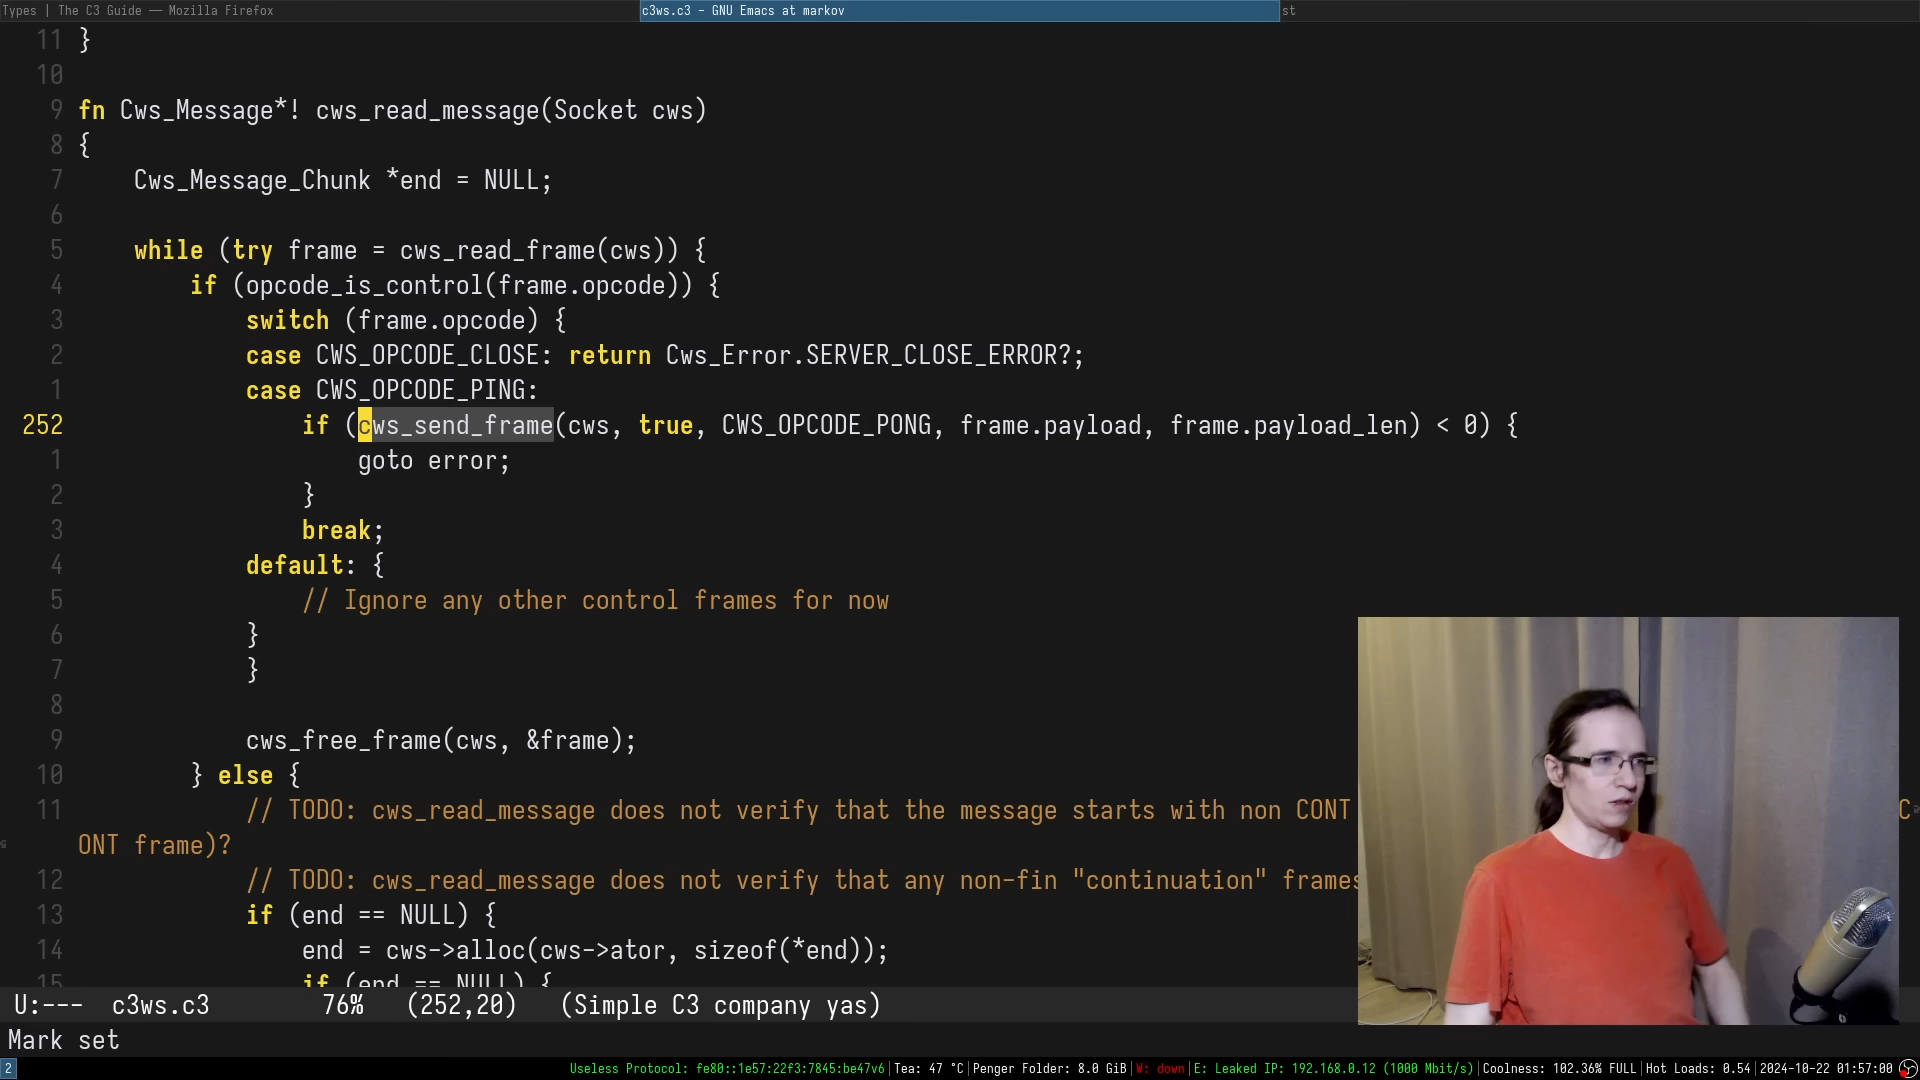 Types | The C3 Guide — Mozilla Firefox
c3ws.c3 - GNU Emacs at markov
st
11 }
10
9 fn Cws_Message*! cws_read_message(Socket cws)
8 {
7 Cws_Message_Chunk *end = NULL;
6
5 while (try frame = cws_read_frame(cws)) {
4 if (opcode_is_control(frame.opcode)) {
3 switch (frame.opcode) {
2 case CWS_OPCODE_CLOSE: return Cws_Error.SERVER_CLOSE_ERROR?;
1 case CWS_OPCODE_PING:
252 if (cws_send_frame(cws, true, CWS_OPCODE_PONG, frame.payload, frame.payload_len) < 0) {
1 goto error;
2 }
3 break;
4 default: {
5 // Ignore any other control frames for now
6 }
7 }
8
9 cws_free_frame(cws, &frame);
10 } else {
11 // TODO: cws_read_message does not verify that the message starts with non CONT C
ONT frame)?
12 // TODO: cws_read_message does not verify that any non-fin "continuation" frames
13 if (end == NULL) {
14 end = cws->alloc(cws->ator, sizeof(*end));
15 if (end == NULL) {
U:--- c3ws.c3 76% (252,20) (Simple C3 company yas)
Mark set
2 Useless Protocol: fe80::1e57:22f3:7845:be47v6 | Tea: 47 °C | Penger Folder: 8.0 GiB | W: down | E: Leaked IP: 192.168.0.12 (1000 Mbit/s) | Coolness: 102.36% FULL | Hot Loads: 0.54 | 2024-10-22 01:57:00